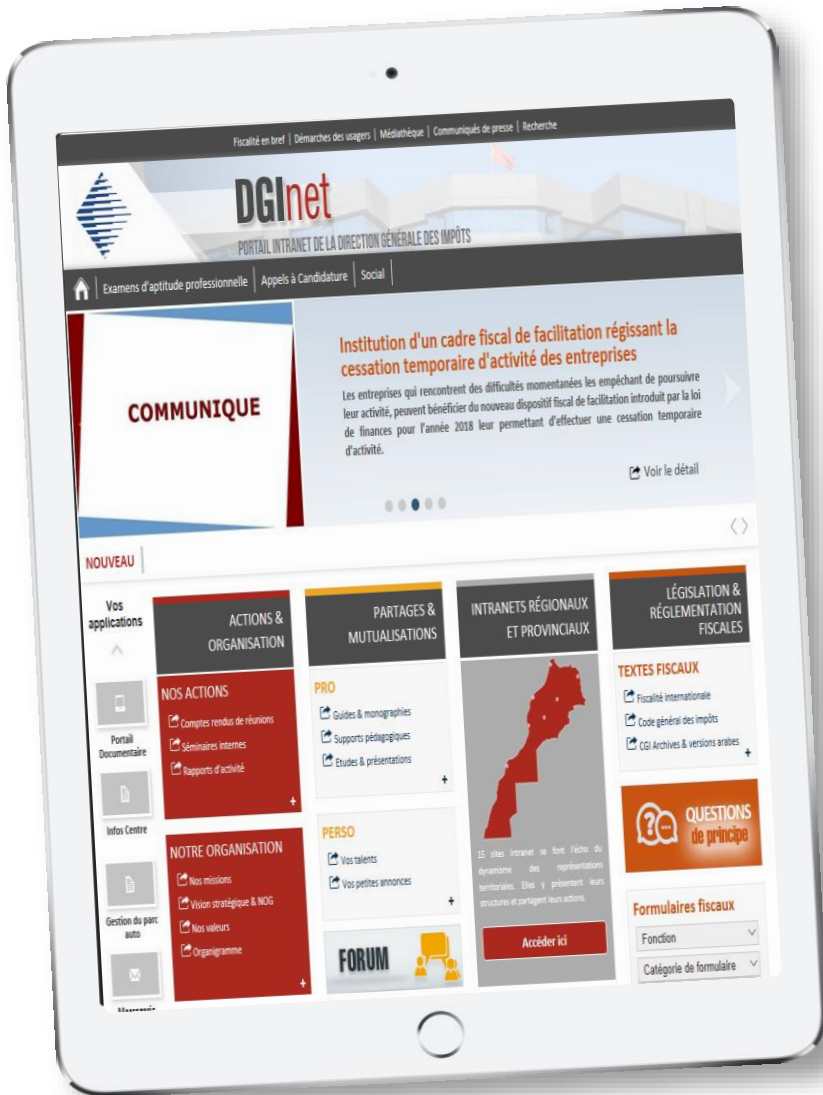 Fiscalité en bref | Démarches des usagers | Médiathèque | Communiqués de presse | Recherche
DGInet
PORTAIL INTRANET DE LA DIRECTION GÉNÉRALE DES IMPÔTS
Examens d'aptitude professionnelle | Appels à Candidature | Social
COMMUNIQUE
Institution d'un cadre fiscal de facilitation régissant la
cessation temporaire d'activité des entreprises
Les entreprises qui rencontrent des difficultés momentanées les empêchant de poursuivre
leur activité, peuvent bénéficier du nouveau dispositif fiscal de facilitation introduit par la loi
de finances pour l'année 2018 leur permettant d'effectuer une cessation temporaire
d'activité.
Voir le détail
NOUVEAU
Vos
applications
Portail
Documentaire
Infos Centre
Gestion du parc
auto
ACTIONS &
ORGANISATION
NOS ACTIONS
Comptes rendus de réunions
Séminaires internes
Rapports d'activité
+
NOTRE ORGANISATION
Nos missions
Vision stratégique & NOG
Nos valeurs
Organigramme
+
PARTAGES &
MUTUALISATIONS
PRO
Guides & monographies
Supports pédagogiques
Etudes & présentations
+
PERSO
Vos talents
Vos petites annonces
+
FORUM
INTRANETS RÉGIONAUX
ET PROVINCIAUX
15 sites Intranet se font l'écho du
dynamisme des représentations
territoriales. Elles y présentent leurs
structures et partagent leurs actions.
Accéder ici
LÉGISLATION &
RÉGLEMENTATION
FISCALES
TEXTES FISCAUX
Fiscalité internationale
Code général des impôts
CGI Archives & versions arabes
+
QUESTIONS
de principe
Formulaires fiscaux
Fonction
Catégorie de formulaire